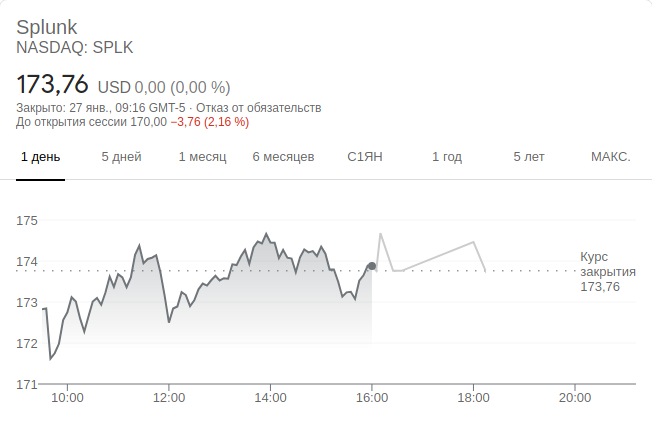 Splunk
NASDAQ: SPLK
173,76 USD 0,00 (0,00 %)
Закрыто: 27 янв., 09:16 GMT-5 · Отказ от обязательств
До открытия сессии 170,00 −3,76 (2,16 %)
1 день 5 дней 1 месяц 6 месяцев С1ЯН 1 год 5 лет МАКС.
175
174
173
172
171
Курс
закрытия
173,76
10:00 12:00 14:00 16:00 18:00 20:00